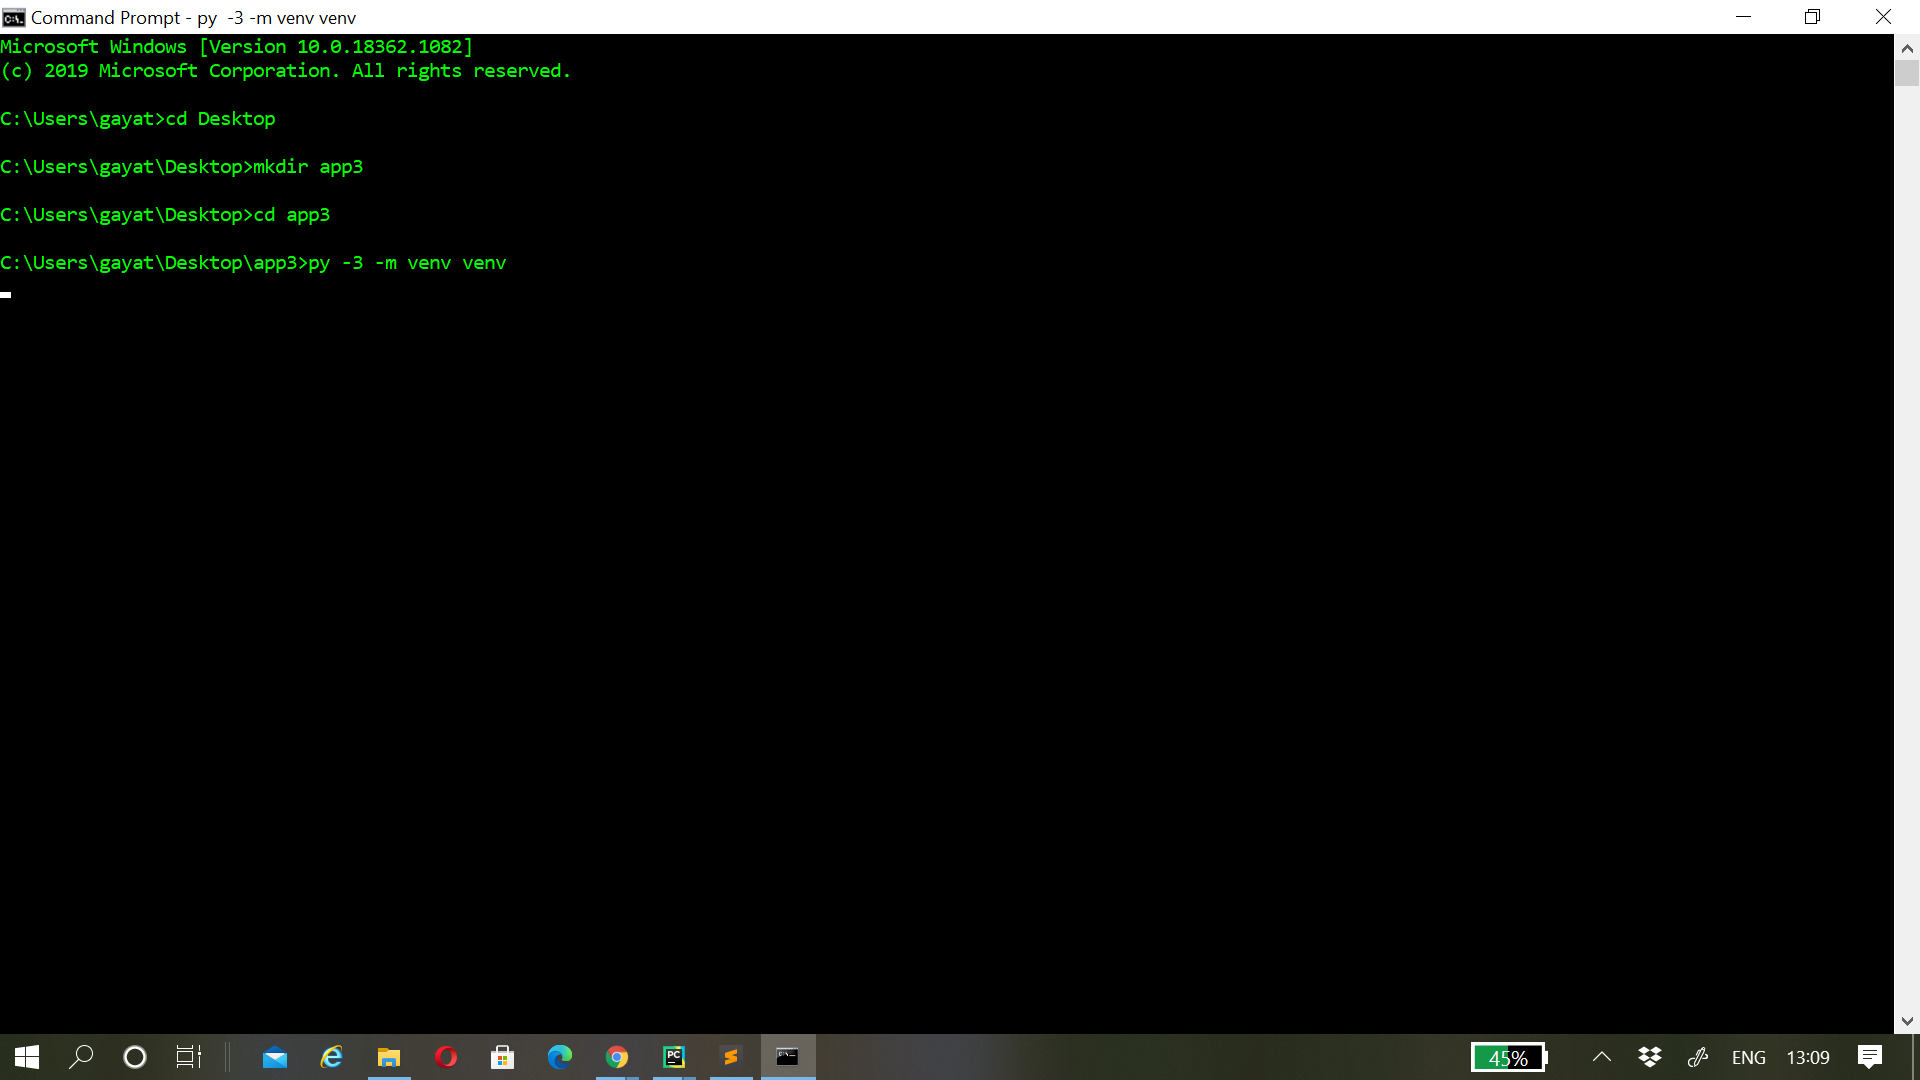 Command Prompt - py  -3 -m venv venv
Microsoft Windows [Version 10.0.18362.1082]
(c) 2019 Microsoft Corporation. All rights reserved.
C:\Users\gayat>cd Desktop
C:\Users\gayat\Desktop>mkdir app3
C:\Users\gayat\Desktop>cd app3
C:\Users\gayat\Desktop\app3>py -3 -m venv venv
PC
45%
ENG
13:09